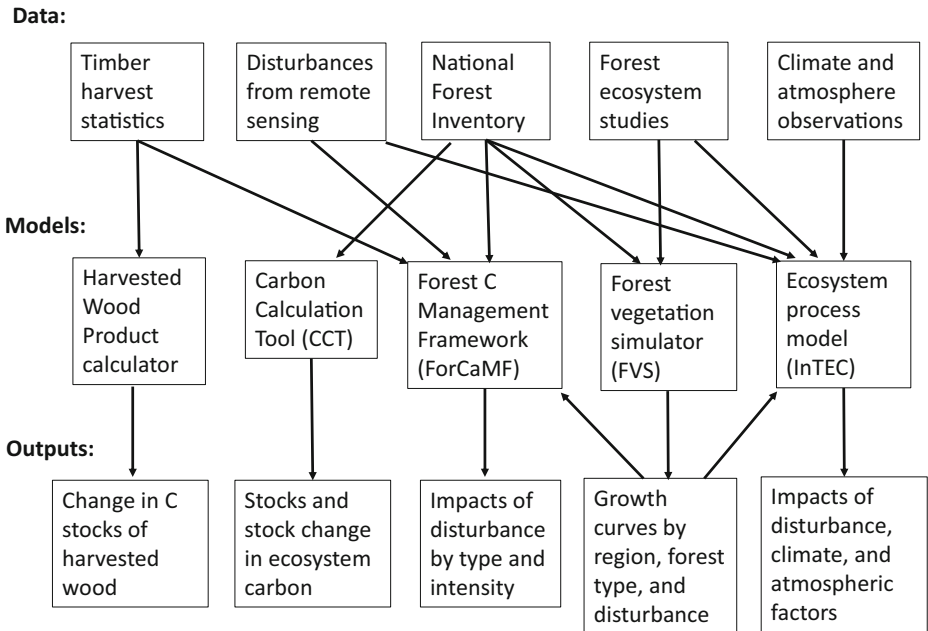 Data:
Timber
harvest
statistics
Disturbances
from remote
sensing
National
Forest
Inventory
Forest
ecosystem
studies
Climate and
atmosphere
observations
Models:
Harvested
Wood
Product
calculator
Carbon
Calculation
Tool (CCT)
Forest C
Management
Framework
(ForCaMF)
Forest
vegetation
simulator
(FVS)
Ecosystem
process
model
(InTEC)
Outputs:
Change in C
stocks of
harvested
wood
Stocks and
stock change
in ecosystem
carbon
Impacts of
disturbance
by type and
intensity
Growth
curves by
region, forest
type, and
disturbance
Impacts of
disturbance,
climate, and
atmospheric
factors